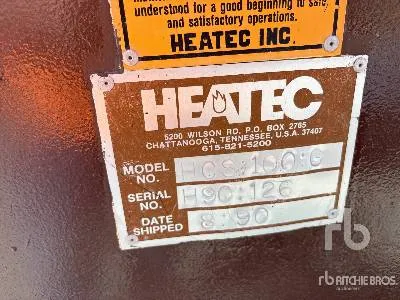 understood for a good beginning to safe,
and satisfactory operations.
HEATEC INC.
HEATEC
5200 WILSON RD. P.O. BOX 2765
CHATTANOOGA, TENNESSEE, U.S.A. 37407
615-821-5200
MODEL NO. HCS:100:G
SERIAL NO. H90:126
DATE SHIPPED 8:90
rb
rb RITCHIE BROS.